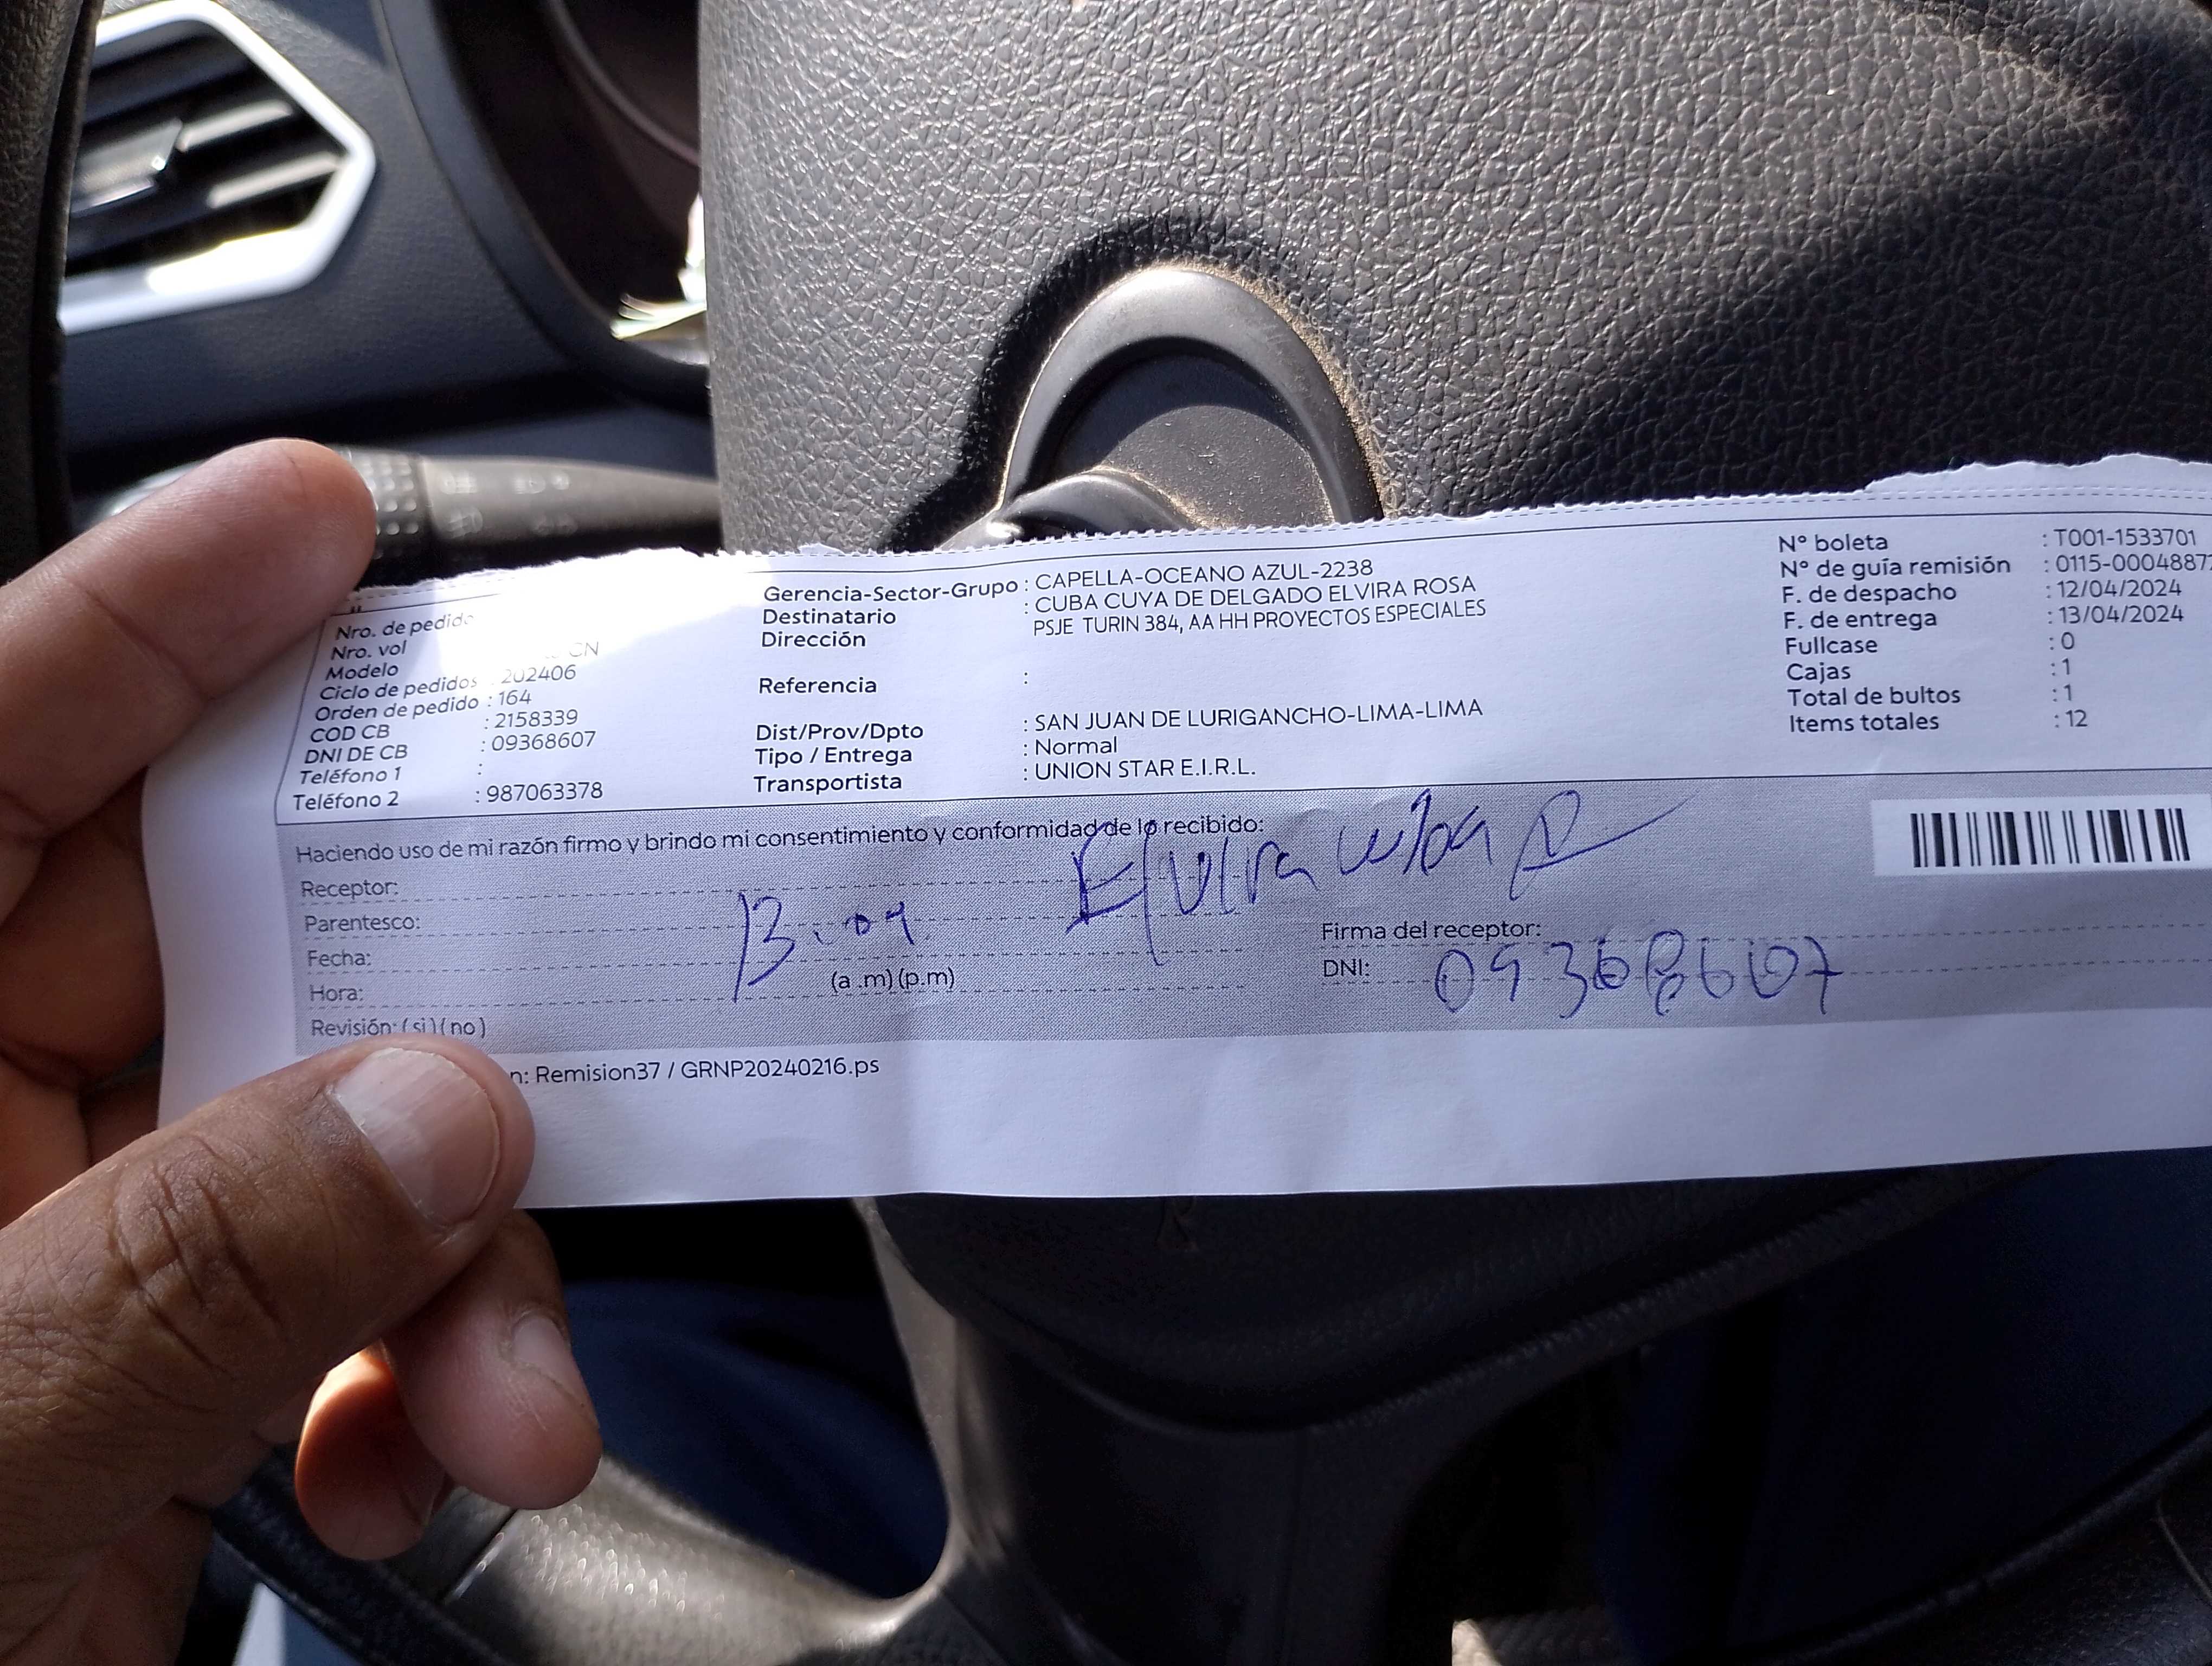 Nro. de pedido
Nro. vol
Modelo CN
Ciclo de pedidos : 202406
Orden de pedido : 164
COD CB : 2158339
DNI DE CB : 09368607
Teléfono 1 :
Teléfono 2 : 987063378
Gerencia-Sector-Grupo : CAPELLA-OCEANO AZUL-2238
Destinatario : CUBA CUYA DE DELGADO ELVIRA ROSA
Dirección PSJE TURIN 384, AA HH PROYECTOS ESPECIALES
Referencia :
Dist/Prov/Dpto : SAN JUAN DE LURIGANCHO-LIMA-LIMA
Tipo / Entrega : Normal
Transportista : UNION STAR E.I.R.L.
N° boleta : T001-1533701
N° de guía remisión : 0115-0004887
F. de despacho : 12/04/2024
F. de entrega : 13/04/2024
Fullcase : 0
Cajas : 1
Total de bultos : 1
Items totales : 12
Haciendo uso de mi razón firmo y brindo mi consentimiento y conformidad de lo recibido:
Receptor: Elvira Cuba
Parentesco:
Fecha:
Hora: (a .m) (p.m)
Revisión: ( si ) ( no )
Firma del receptor:
DNI: 09368607
n: Remision37 / GRNP20240216.ps